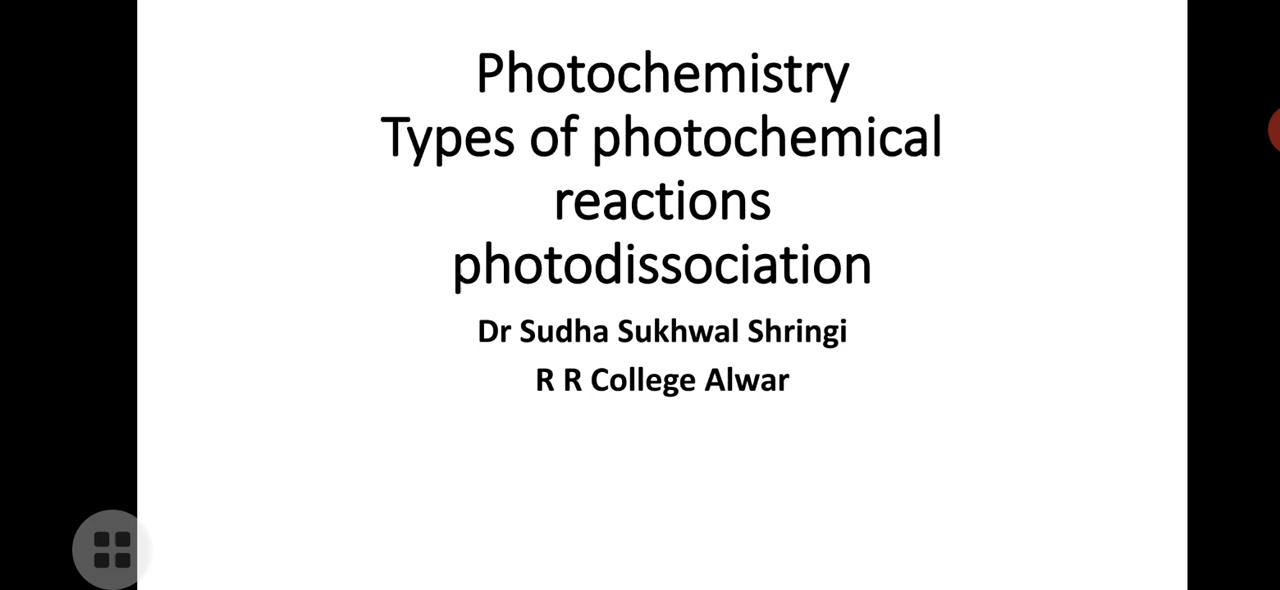 Photochemistry
Types of photochemical
reactions
photodissociation
Dr Sudha Sukhwal Shringi
R R College Alwar